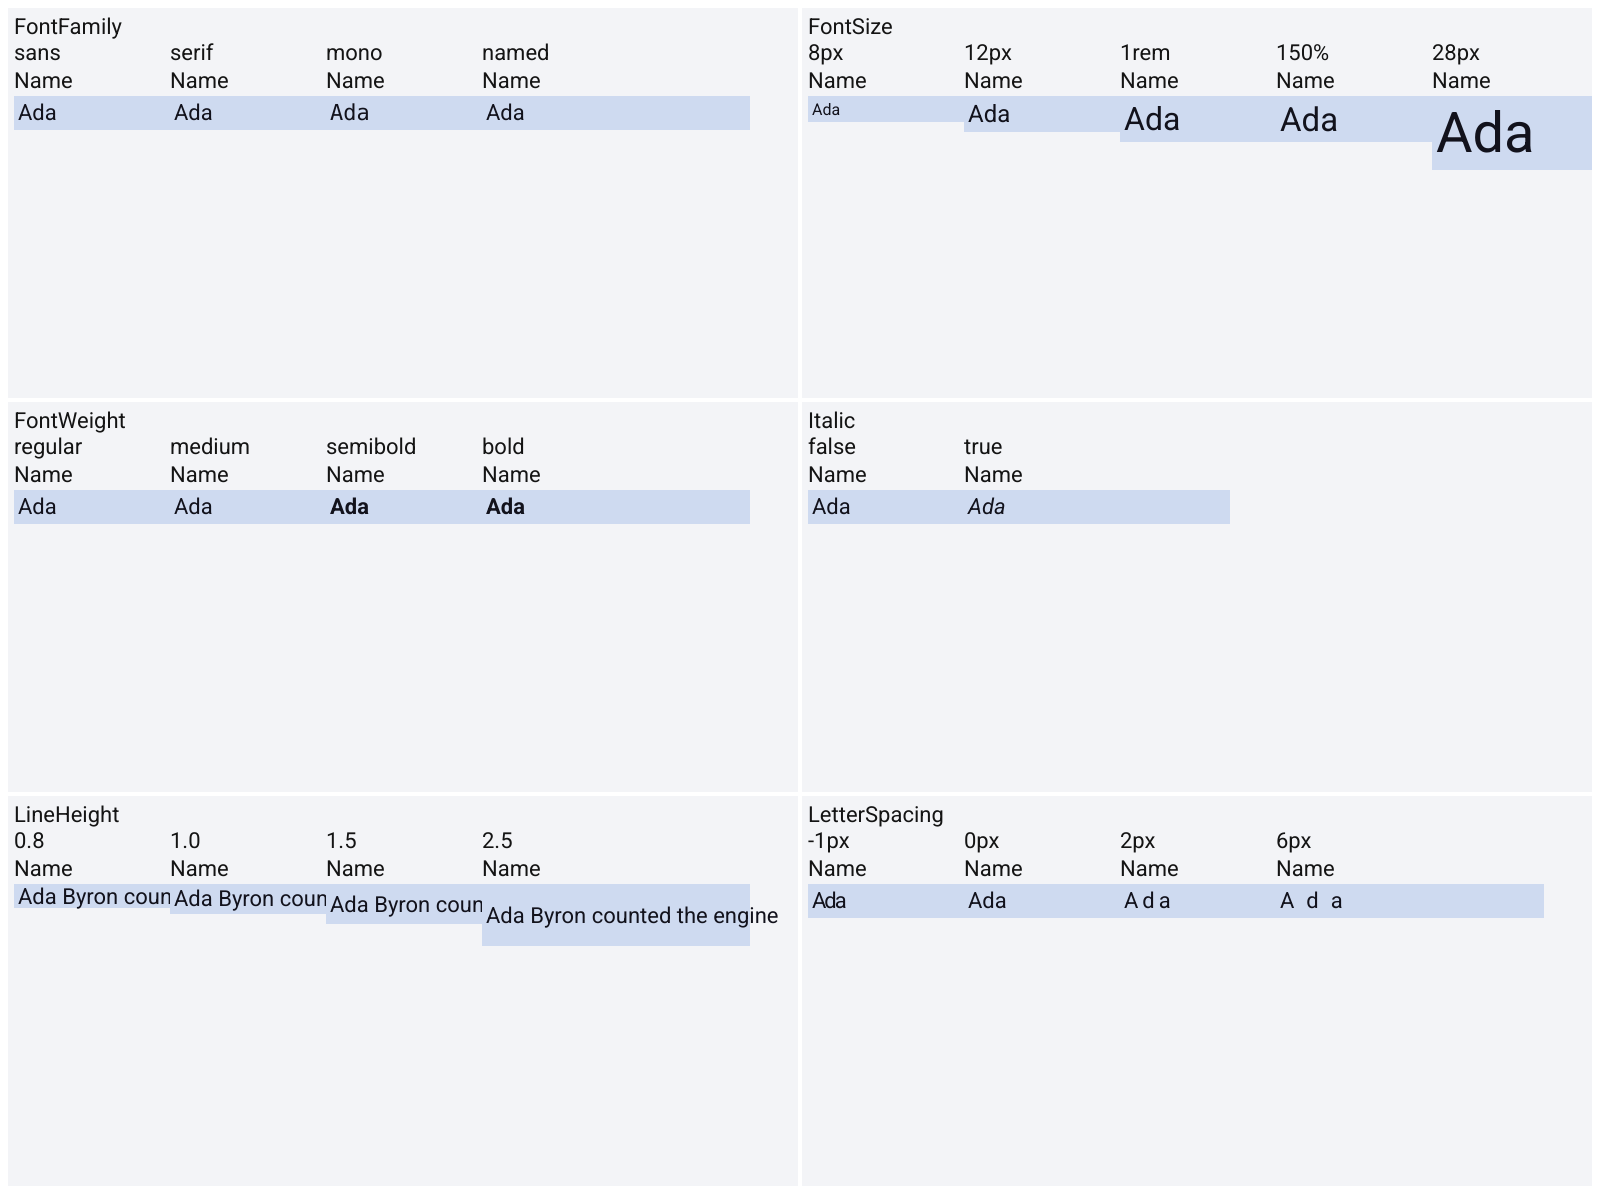 FontFamily
sans serif mono named
Name Name Name Name
Ada Ada Ada Ada
FontSize
8px 12px 1rem 150% 28px
Name Name Name Name Name
Ada Ada Ada Ada Ada
FontWeight
regular medium semibold bold
Name Name Name Name
Ada Ada Ada Ada
Italic
false true
Name Name
Ada Ada
LineHeight
0.8 1.0 1.5 2.5
Name Name Name Name
Ada Byron coun Ada Byron coun Ada Byron coun Ada Byron counted the engine
LetterSpacing
-1px 0px 2px 6px
Name Name Name Name
Ada Ada Ada A d a